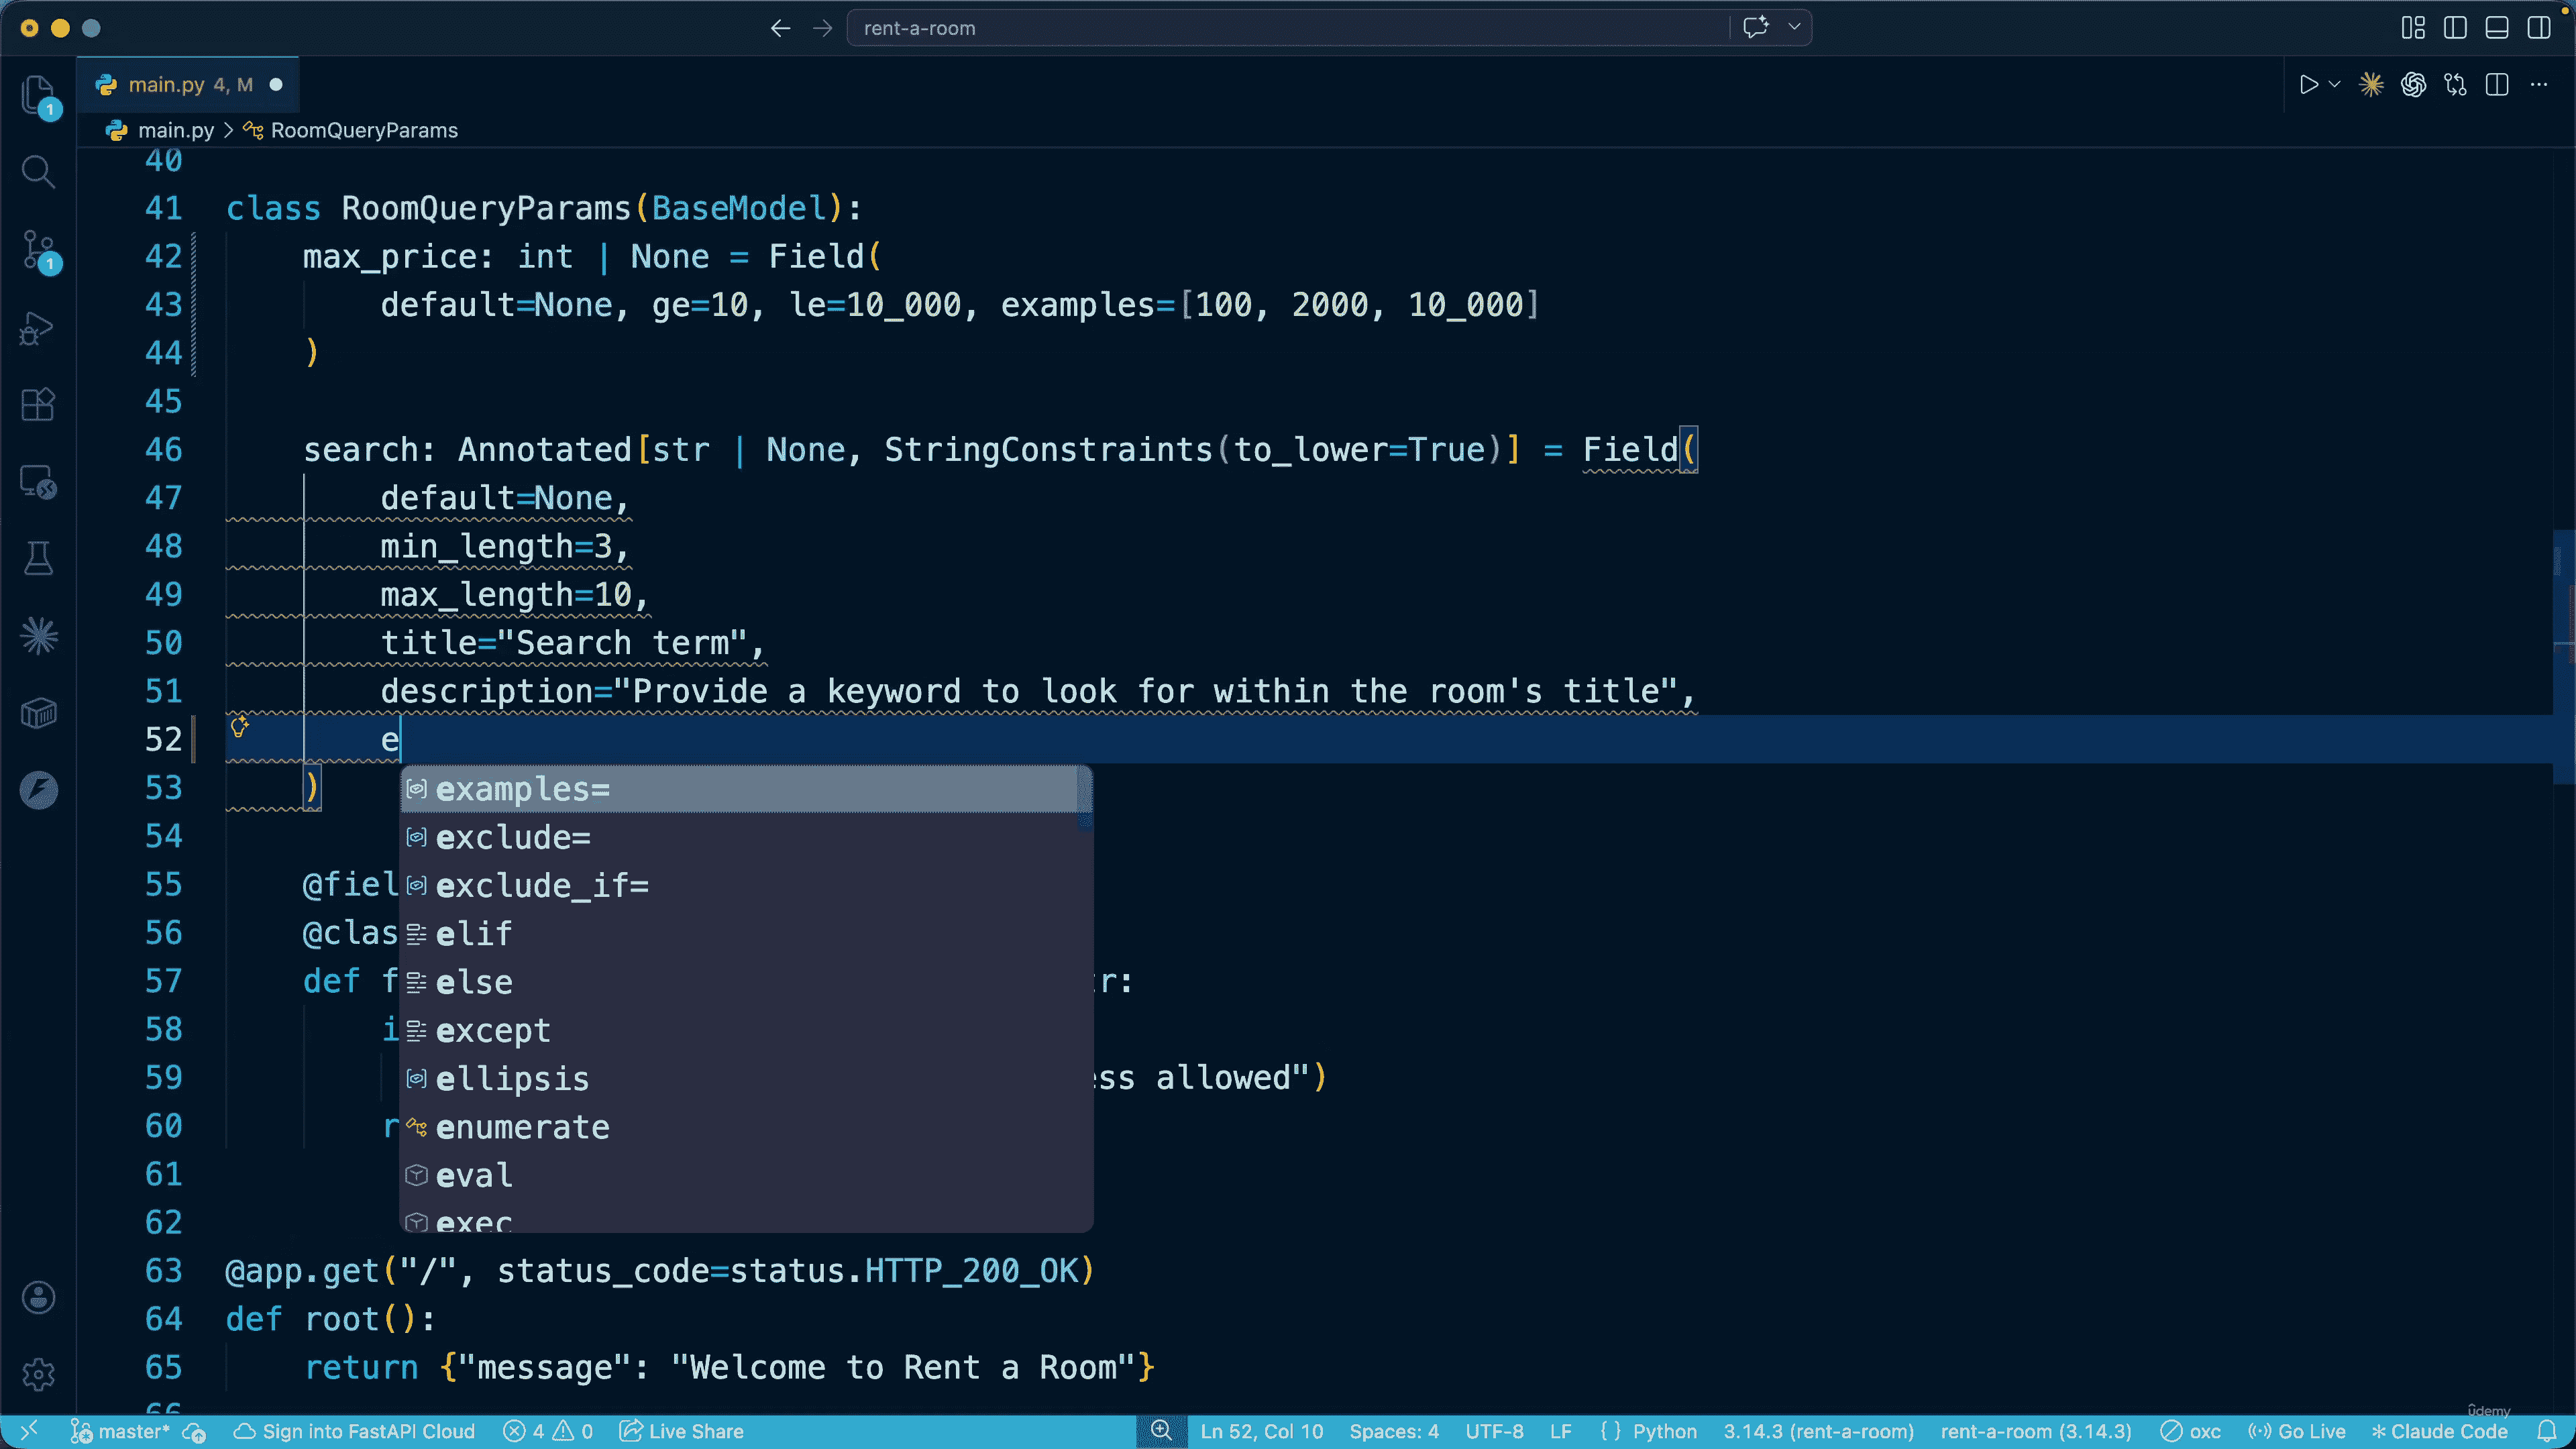 rent-a-room
main.py 4, M
main.py > RoomQueryParams
1
1
40
41 class RoomQueryParams(BaseModel):
42 max_price: int | None = Field(
43 default=None, ge=10, le=10_000, examples=[100, 2000, 10_000]
44 )
45
46 search: Annotated[str | None, StringConstraints(to_lower=True)] = Field(
47 default=None,
48 min_length=3,
49 max_length=10,
50 title="Search term",
51 description="Provide a keyword to look for within the room's title",
52 e
53 )
examples=
54
exclude=
55 @fiel
exclude_if=
56 @clas
elif
57 def f
else
r:
58 i
except
59
ellipsis
ess allowed")
60 r
enumerate
61
eval
62
exec
63 @app.get("/", status_code=status.HTTP_200_OK)
64 def root():
65 return {"message": "Welcome to Rent a Room"}
66
ûdemy
master* Sign into FastAPI Cloud 4 0 Live Share Ln 52, Col 10 Spaces: 4 UTF-8 LF { } Python 3.14.3 (rent-a-room) rent-a-room (3.14.3) oxc Go Live Claude Code